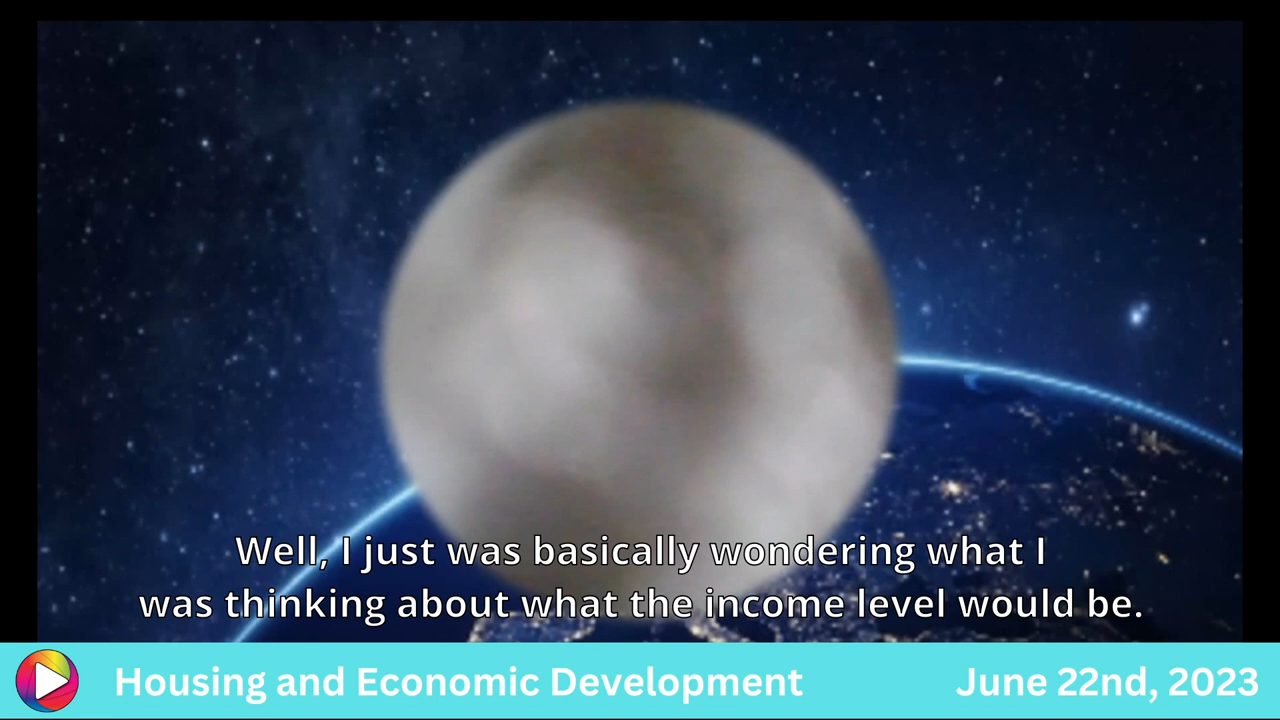 Well, I just was basically wondering what I
was thinking about what the income level would be.
Housing and Economic Development
June 22nd, 2023